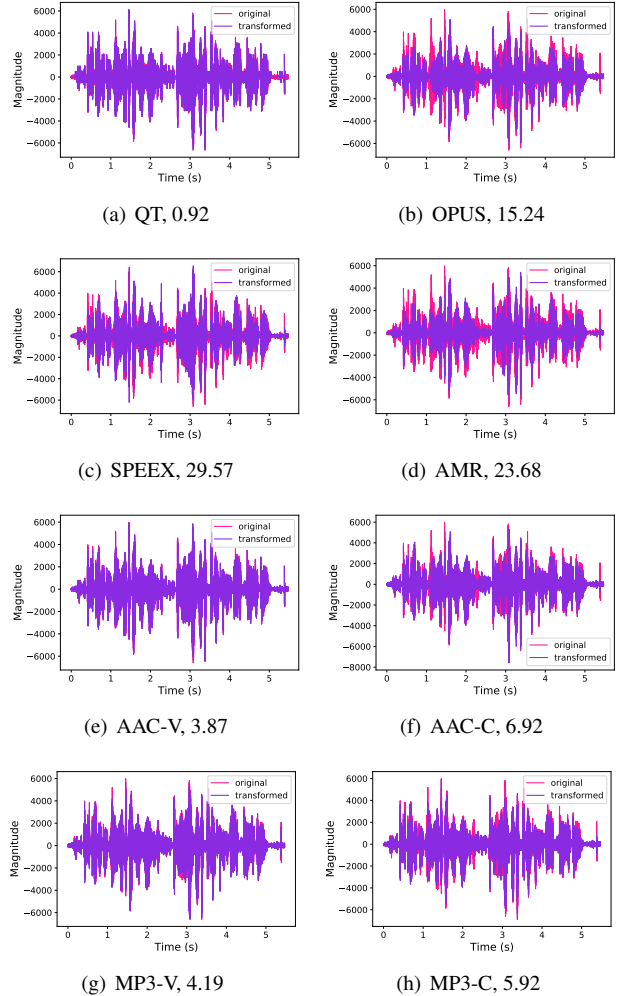 original
transformed
6000
4000
2000
0
−2000
−4000
−6000
Magnitude
0 1 2 3 4 5
Time (s)
(a) QT, 0.92
original
transformed
6000
4000
2000
0
−2000
−4000
−6000
Magnitude
0 1 2 3 4 5
Time (s)
(b) OPUS, 15.24
original
transformed
6000
4000
2000
0
−2000
−4000
−6000
Magnitude
0 1 2 3 4 5
Time (s)
(c) SPEEX, 29.57
original
transformed
6000
4000
2000
0
−2000
−4000
−6000
Magnitude
0 1 2 3 4 5
Time (s)
(d) AMR, 23.68
original
transformed
6000
4000
2000
0
−2000
−4000
−6000
Magnitude
0 1 2 3 4 5
Time (s)
(e) AAC-V, 3.87
6000
4000
2000
0
−2000
−4000
−6000
−8000
Magnitude
original
transformed
0 1 2 3 4 5
Time (s)
(f) AAC-C, 6.92
original
transformed
6000
4000
2000
0
−2000
−4000
−6000
Magnitude
0 1 2 3 4 5
Time (s)
(g) MP3-V, 4.19
original
transformed
6000
4000
2000
0
−2000
−4000
−6000
Magnitude
0 1 2 3 4 5
Time (s)
(h) MP3-C, 5.92